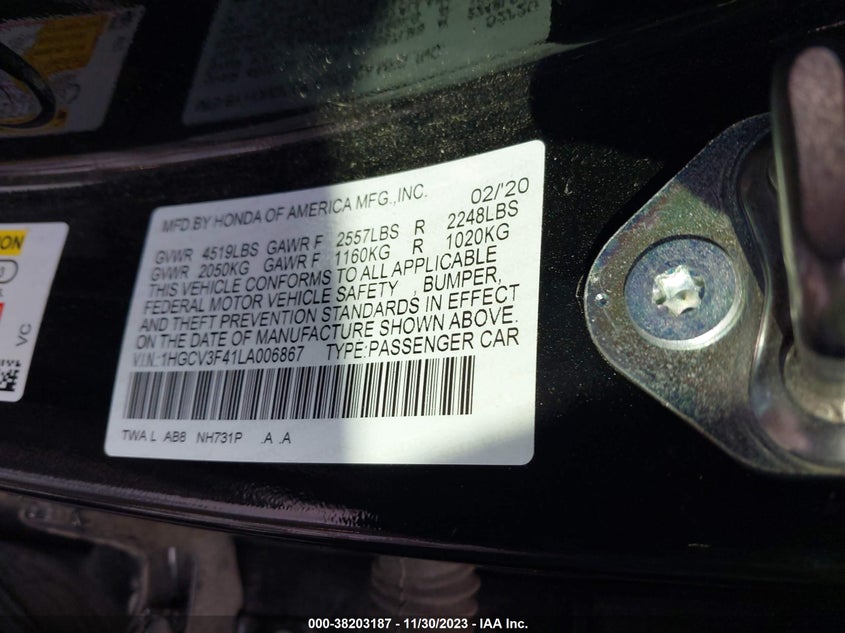 MFD.BY HONDA OF AMERICA MFG.,INC. 02/'20
GVWR 4519LBS GAWR F 2557LBS R 2248LBS
GVWR 2050KG GAWR F 1160KG R 1020KG
THIS VEHICLE CONFORMS TO ALL APPLICABLE
FEDERAL MOTOR VEHICLE SAFETY , BUMPER,
AND THEFT PREVENTION STANDARDS IN EFFECT
ON THE DATE OF MANUFACTURE SHOWN ABOVE.
V.I.N.:1HGCV3F41LA006867 TYPE:PASSENGER CAR
TWA L AB8 NH731P .A .A
VC
000-38203187 - 11/30/2023 - IAA Inc.